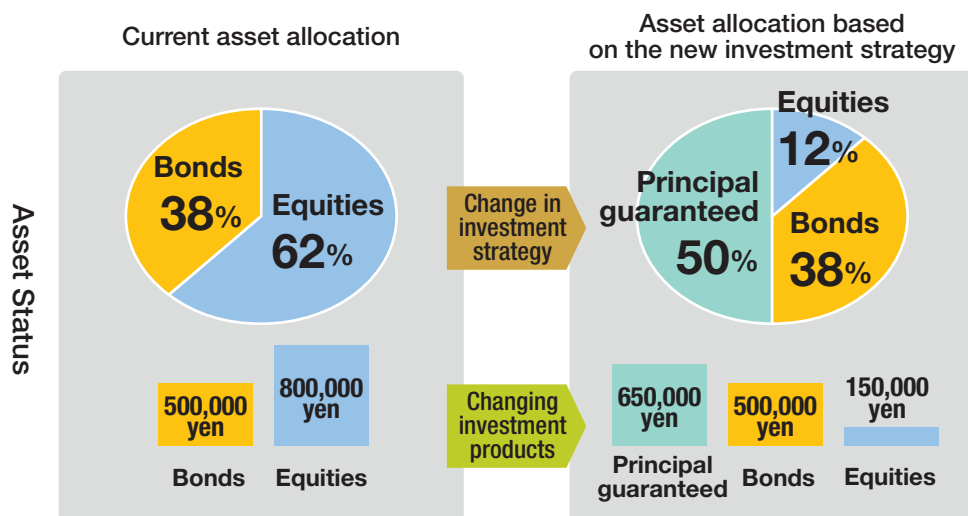 Current asset allocation
Asset allocation based
on the new investment strategy
Asset Status
Bonds
38%
Equities
62%
Change in
investment
strategy
Equities
12%
Principal
guaranteed
50%
Bonds
38%
500,000
yen
Bonds
800,000
yen
Equities
Changing
investment
products
650,000
yen
Principal
guaranteed
500,000
yen
Bonds
150,000
yen
Equities